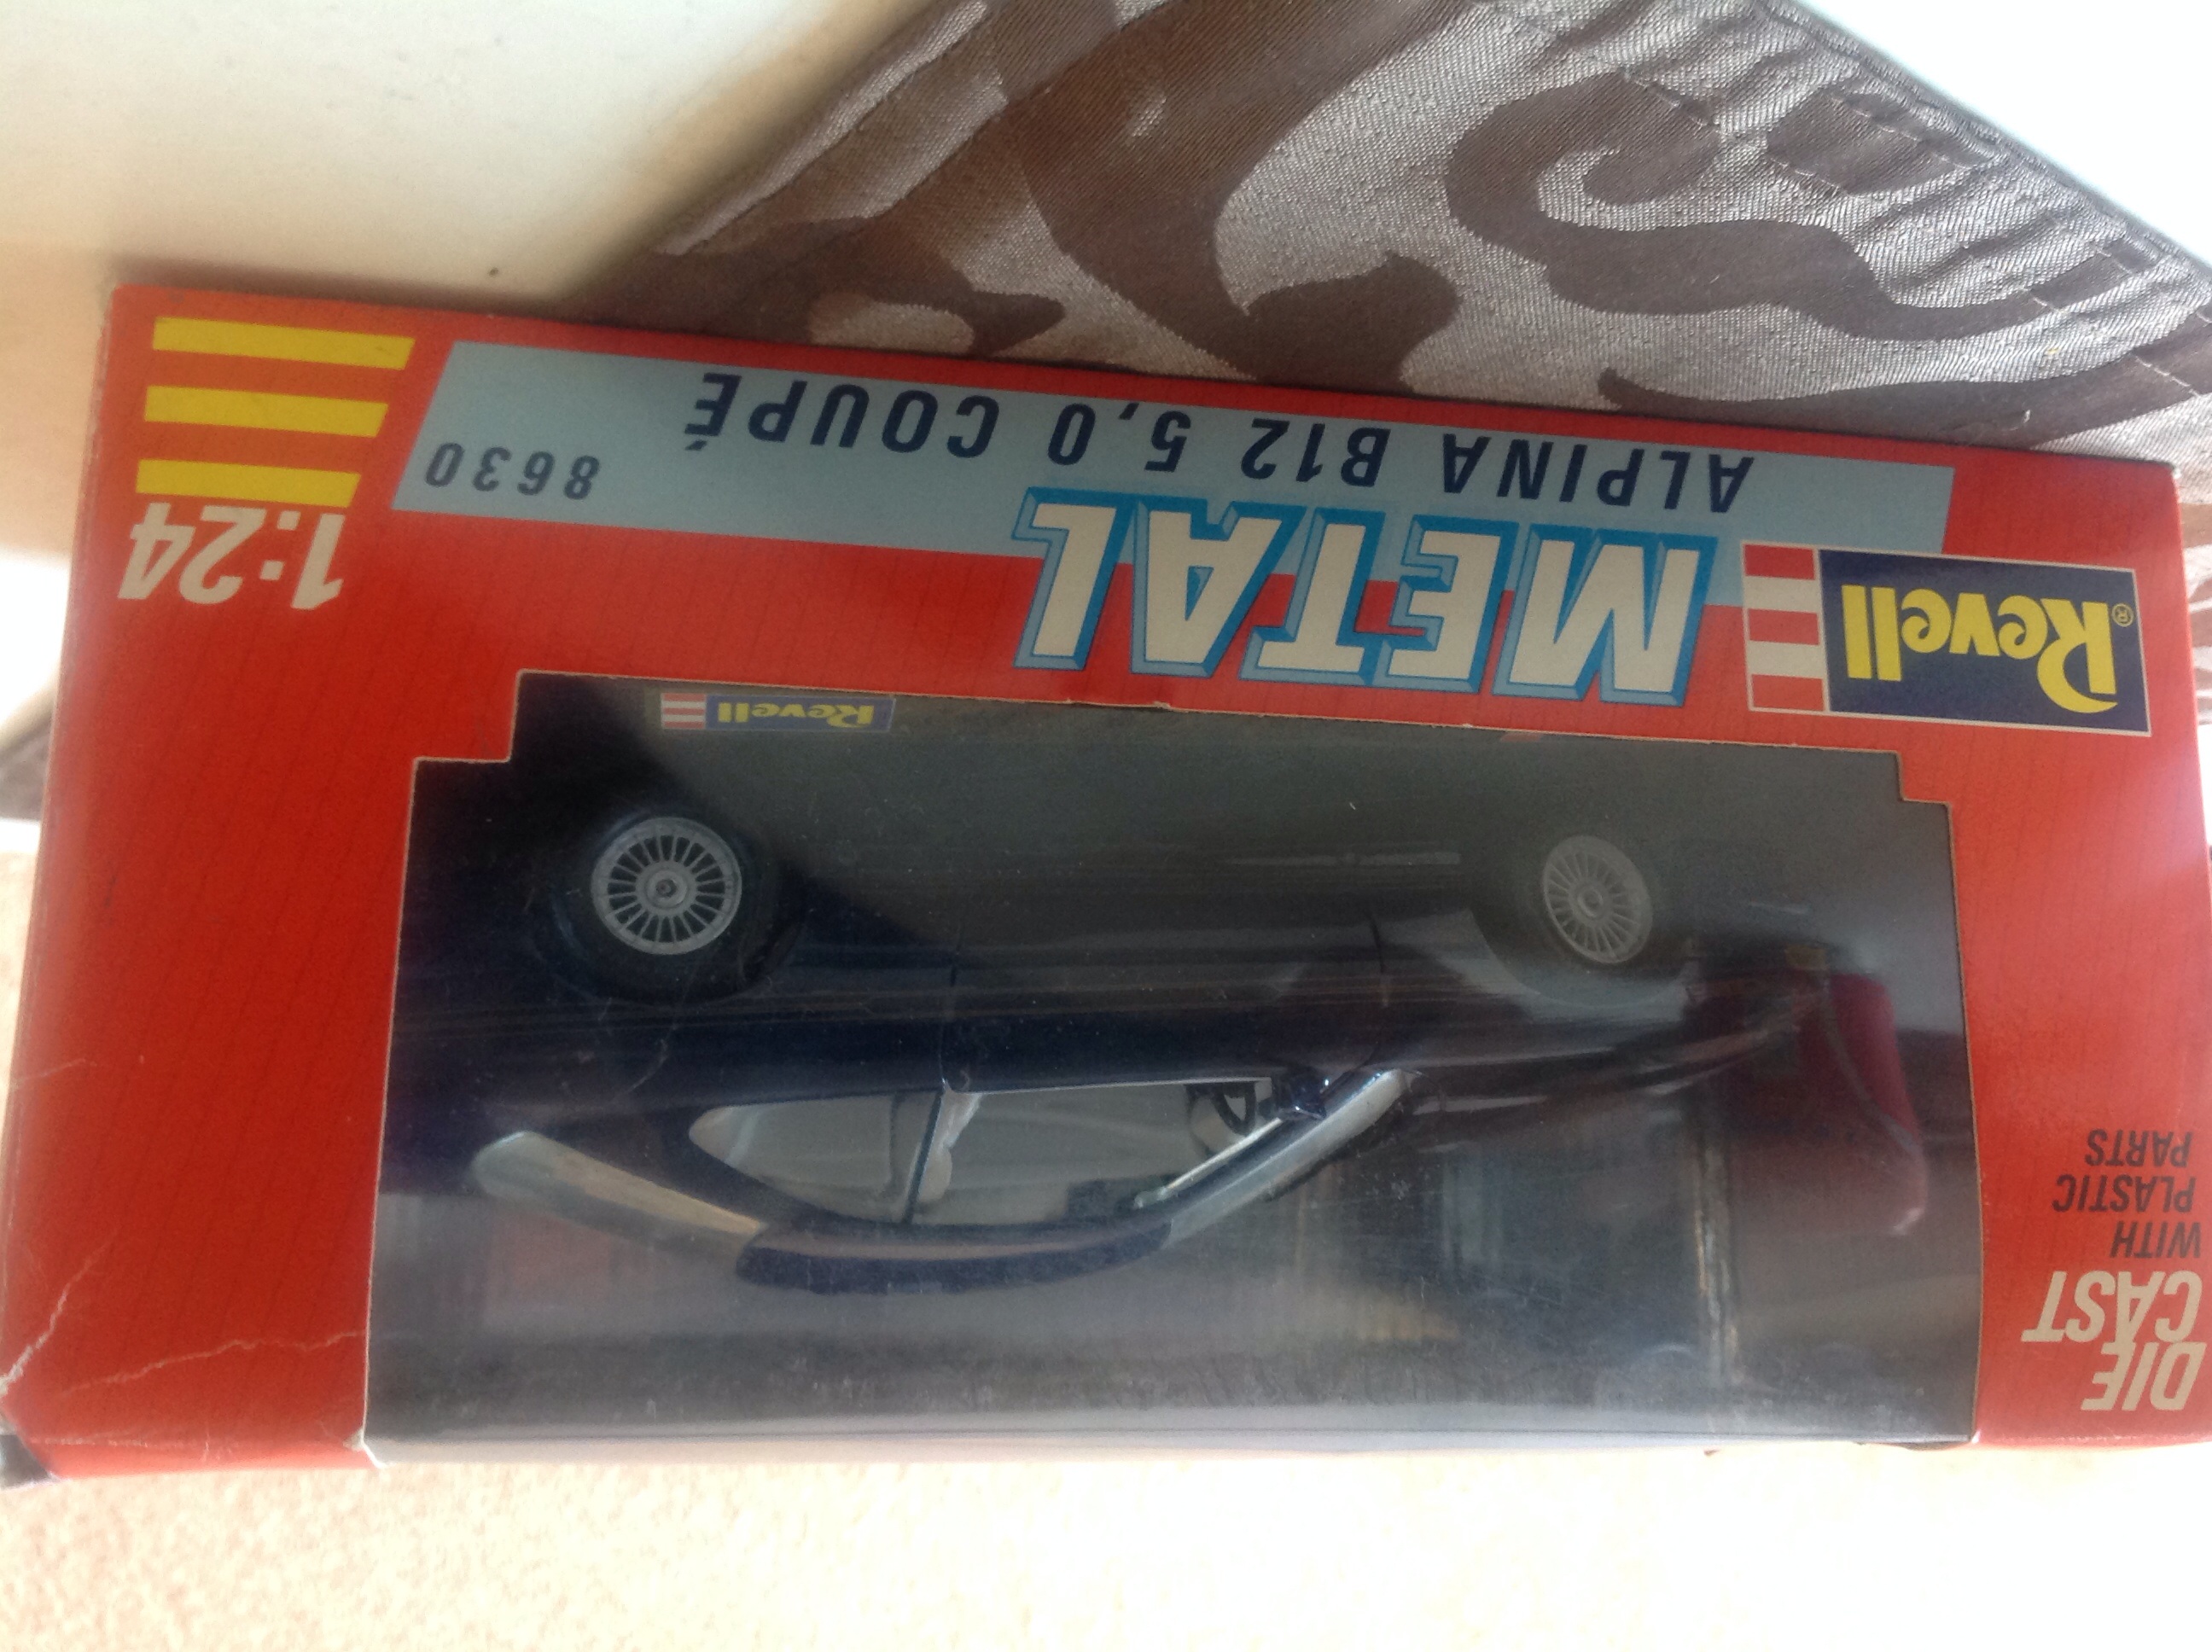 DIE
CAST
WITH
PLASTIC
PARTS
Revell
Revell®
METAL
1:24
ALPINA B12 5,0 COUPÉ
8630